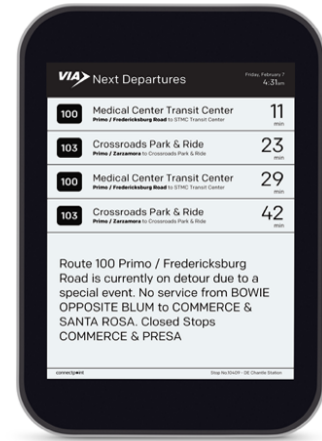 VIA Next Departures
Friday, February 7
4:31am
100 Medical Center Transit Center 11
Primo / Fredericksburg Road to STMC Transit Center min
103 Crossroads Park & Ride 23
Primo / Zarzamora to Crossroads Park & Ride min
100 Medical Center Transit Center 29
Primo / Fredericksburg Road to STMC Transit Center min
103 Crossroads Park & Ride 42
Primo / Zarzamora to Crossroads Park & Ride min
Route 100 Primo / Fredericksburg
Road is currently on detour due to a
special event. No service from BOWIE
OPPOSITE BLUM to COMMERCE &
SANTA ROSA. Closed Stops
COMMERCE & PRESA
connectpoint